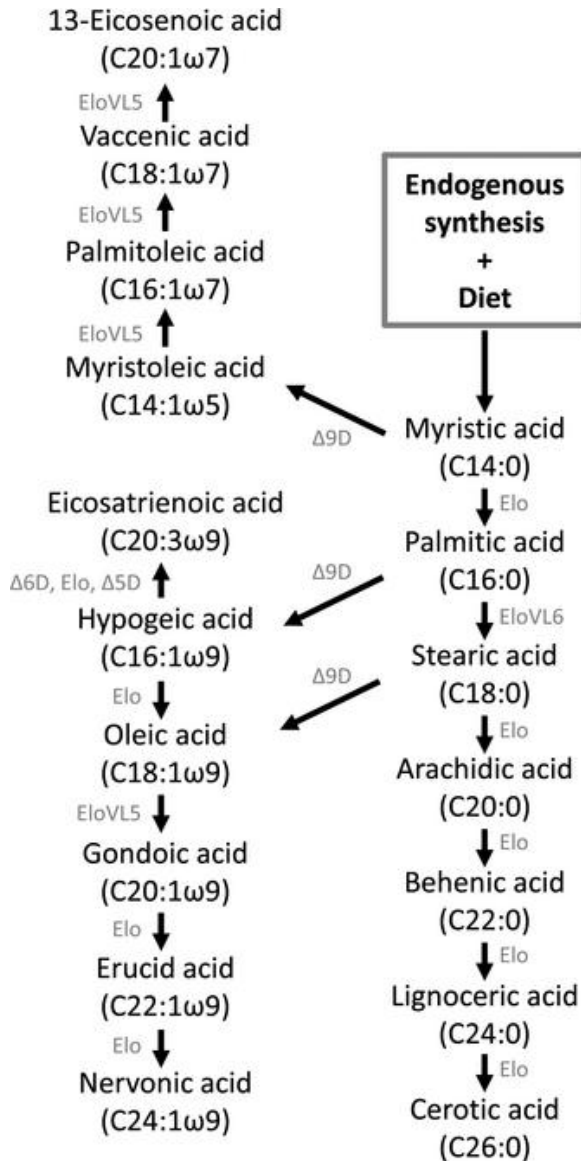 13-Eicosenoic acid
(C20:1ω7)
EloVL5
Vaccenic acid
(C18:1ω7)
EloVL5
Palmitoleic acid
(C16:1ω7)
EloVL5
Myristoleic acid
(C14:1ω5)
Endogenous
synthesis
+
Diet
Δ9D
Myristic acid
(C14:0)
Elo
Palmitic acid
(C16:0)
EloVL6
Stearic acid
(C18:0)
Elo
Arachidic acid
(C20:0)
Elo
Behenic acid
(C22:0)
Elo
Lignoceric acid
(C24:0)
Elo
Cerotic acid
(C26:0)
Eicosatrienoic acid
(C20:3ω9)
Δ6D, Elo, Δ5D
Δ9D
Hypogeic acid
(C16:1ω9)
Elo
Δ9D
Oleic acid
(C18:1ω9)
EloVL5
Gondoic acid
(C20:1ω9)
Elo
Erucid acid
(C22:1ω9)
Elo
Nervonic acid
(C24:1ω9)